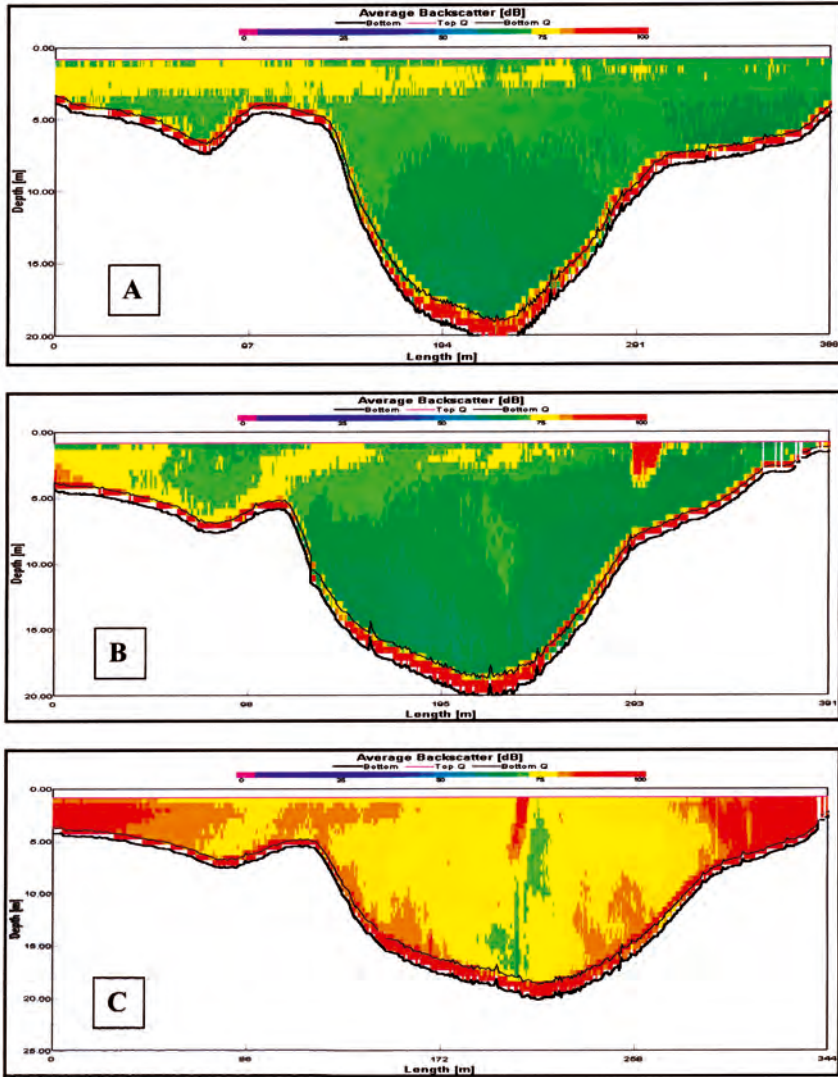 Average Backscatter [dB]
Bottom Top Q Bottom Q
0 25 50 75 100
0.00
5.00
10.00
15.00
20.00
Depth [m]
A
0 97 194 291 388
Length [m]
Average Backscatter [dB]
Bottom Top Q Bottom Q
0 25 50 75 100
0.00
5.00
10.00
15.00
20.00
Depth [m]
B
0 98 195 293 391
Length [m]
Average Backscatter [dB]
Bottom Top Q Bottom Q
0 25 50 75 100
0.00
5.00
10.00
15.00
20.00
25.00
Depth [m]
C
0 86 172 258 344
Length [m]